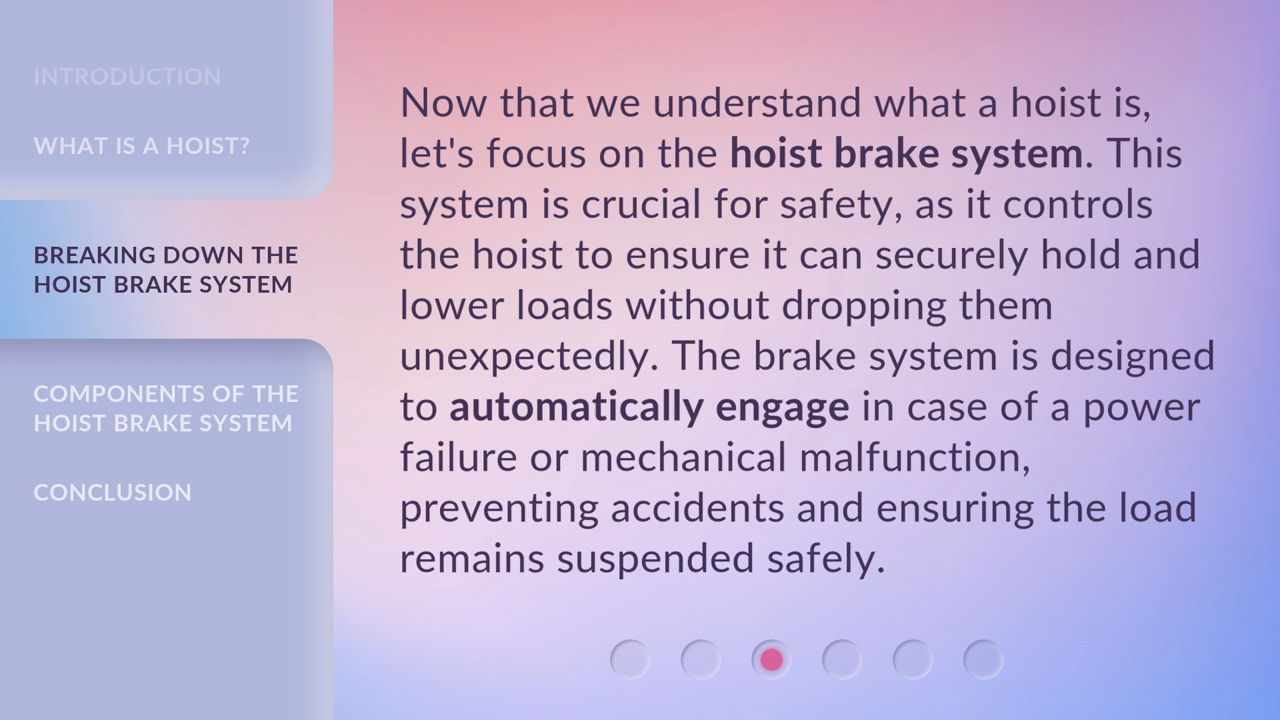 INTRODUCTION
WHAT IS A HOIST?
BREAKING DOWN THE
HOIST BRAKE SYSTEM
COMPONENTS OF THE
HOIST BRAKE SYSTEM
CONCLUSION
Now that we understand what a hoist is,
let's focus on the hoist brake system. This
system is crucial for safety, as it controls
the hoist to ensure it can securely hold and
lower loads without dropping them
unexpectedly. The brake system is designed
to automatically engage in case of a power
failure or mechanical malfunction,
preventing accidents and ensuring the load
remains suspended safely.